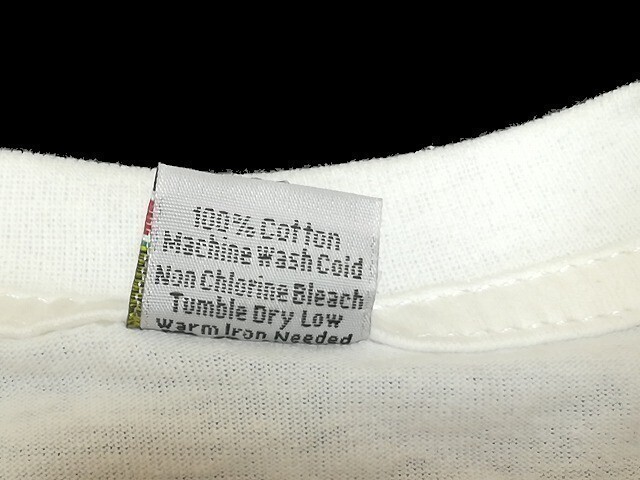 100% Cotton
Machine Wash Cold
Non Chlorine Bleach
Tumble Dry Low
Warm Iron Needed